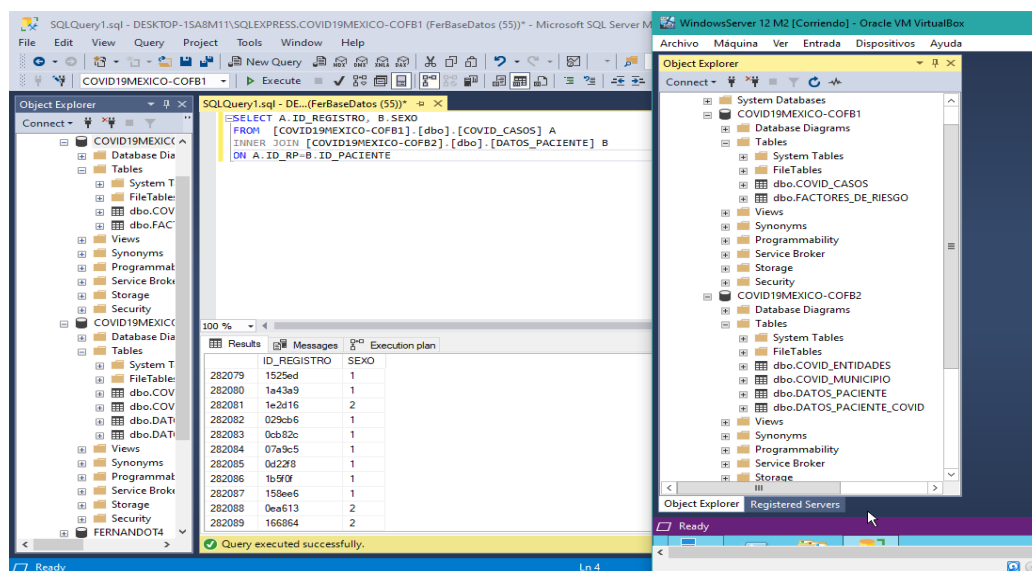 SQLQuery1.sql - DESKTOP-1SA8M11\SQLEXPRESS.COVID19MEXICO-COFB1 (FerBaseDatos (55))* - Microsoft SQL Server M
File Edit View Query Project Tools Window Help
New Query
MDX DMX XMLA DAX
COVID19MEXICO-COFB1
Execute
Object Explorer
Connect
COVID19MEXIC(
Database Dia
Tables
System T
FileTable
dbo.COV
dbo.FAC
Views
Synonyms
Programmab
Service Broke
Storage
Security
COVID19MEXIC(
Database Dia
Tables
System T
FileTable
dbo.COV
dbo.COV
dbo.DAT
dbo.DAT
Views
Synonyms
Programmab
Service Broke
Storage
Security
FERNANDOT4
SQLQuery1.sql - DE...(FerBaseDatos (55))*
SELECT A.ID_REGISTRO, B.SEXO
FROM [COVID19MEXICO-COFB1].[dbo].[COVID_CASOS] A
INNER JOIN [COVID19MEXICO-COFB2].[dbo].[DATOS_PACIENTE] B
ON A.ID_RP=B.ID_PACIENTE
100 %
Results Messages Execution plan
ID_REGISTRO SEXO
282079 1525ed 1
282080 1a43a9 1
282081 1e2d16 2
282082 029cb6 1
282083 0cb82c 1
282084 07a9c5 1
282085 0d22f8 1
282086 1b5f0f 1
282087 158ee6 1
282088 0ea613 2
282089 166864 2
Query executed successfully.
Ready
Ln 4
WindowsServer 12 M2 [Corriendo] - Oracle VM VirtualBox
Archivo Máquina Ver Entrada Dispositivos Ayuda
Object Explorer
Connect
System Databases
COVID19MEXICO-COFB1
Database Diagrams
Tables
System Tables
FileTables
dbo.COVID_CASOS
dbo.FACTORES_DE_RIESGO
Views
Synonyms
Programmability
Service Broker
Storage
Security
COVID19MEXICO-COFB2
Database Diagrams
Tables
System Tables
FileTables
dbo.COVID_ENTIDADES
dbo.COVID_MUNICIPIO
dbo.DATOS_PACIENTE
dbo.DATOS_PACIENTE_COVID
Views
Synonyms
Programmability
Service Broker
Storage
Object Explorer Registered Servers
Ready